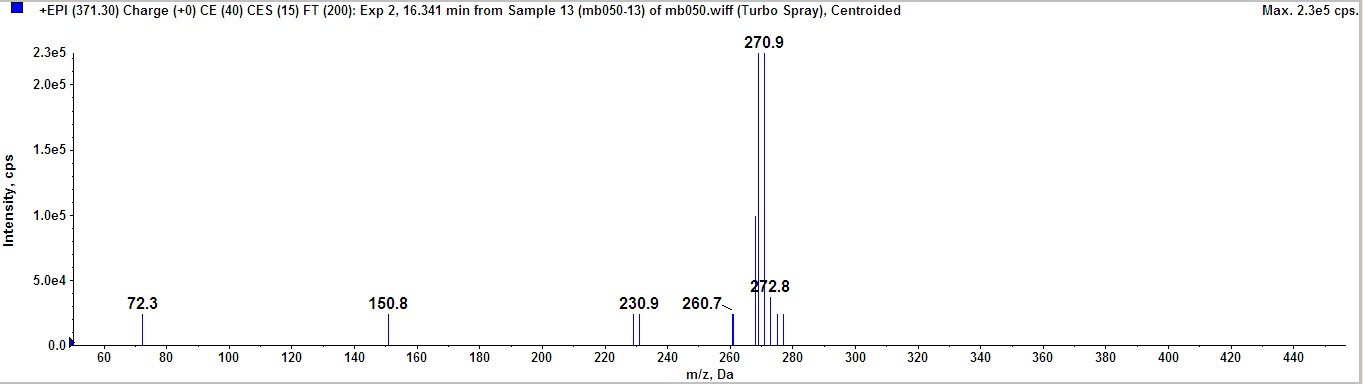 +EPI (371.30) Charge (+0) CE (40) CES (15) FT (200): Exp 2, 16.341 min from Sample 13 (mb050-13) of mb050.wiff (Turbo Spray), Centroided Max. 2.3e5 cps.
270.9
2.3e5
2.0e5
1.5e5
1.0e5
5.0e4
0.0
Intensity, cps
272.8
72.3 150.8 230.9 260.7
60 80 100 120 140 160 180 200 220 240 260 280 300 320 340 360 380 400 420 440
m/z, Da